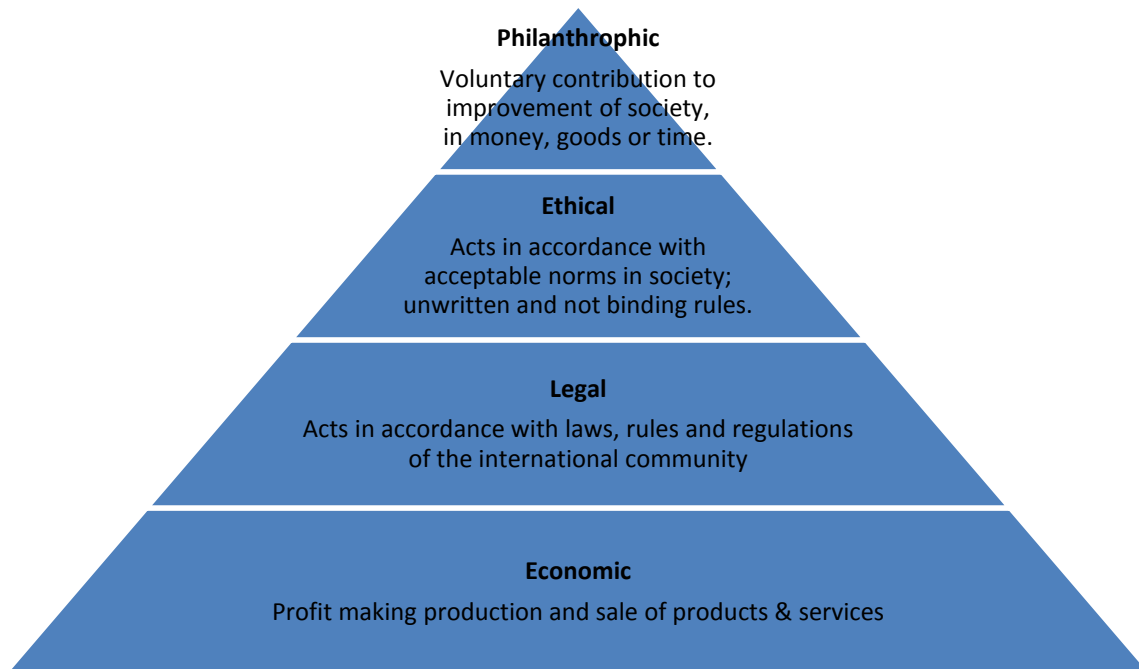 Philanthrophic
Voluntary contribution to
improvement of society,
in money, goods or time.
Ethical
Acts in accordance with
acceptable norms in society;
unwritten and not binding rules.
Legal
Acts in accordance with laws, rules and regulations
of the international community
Economic
Profit making production and sale of products & services